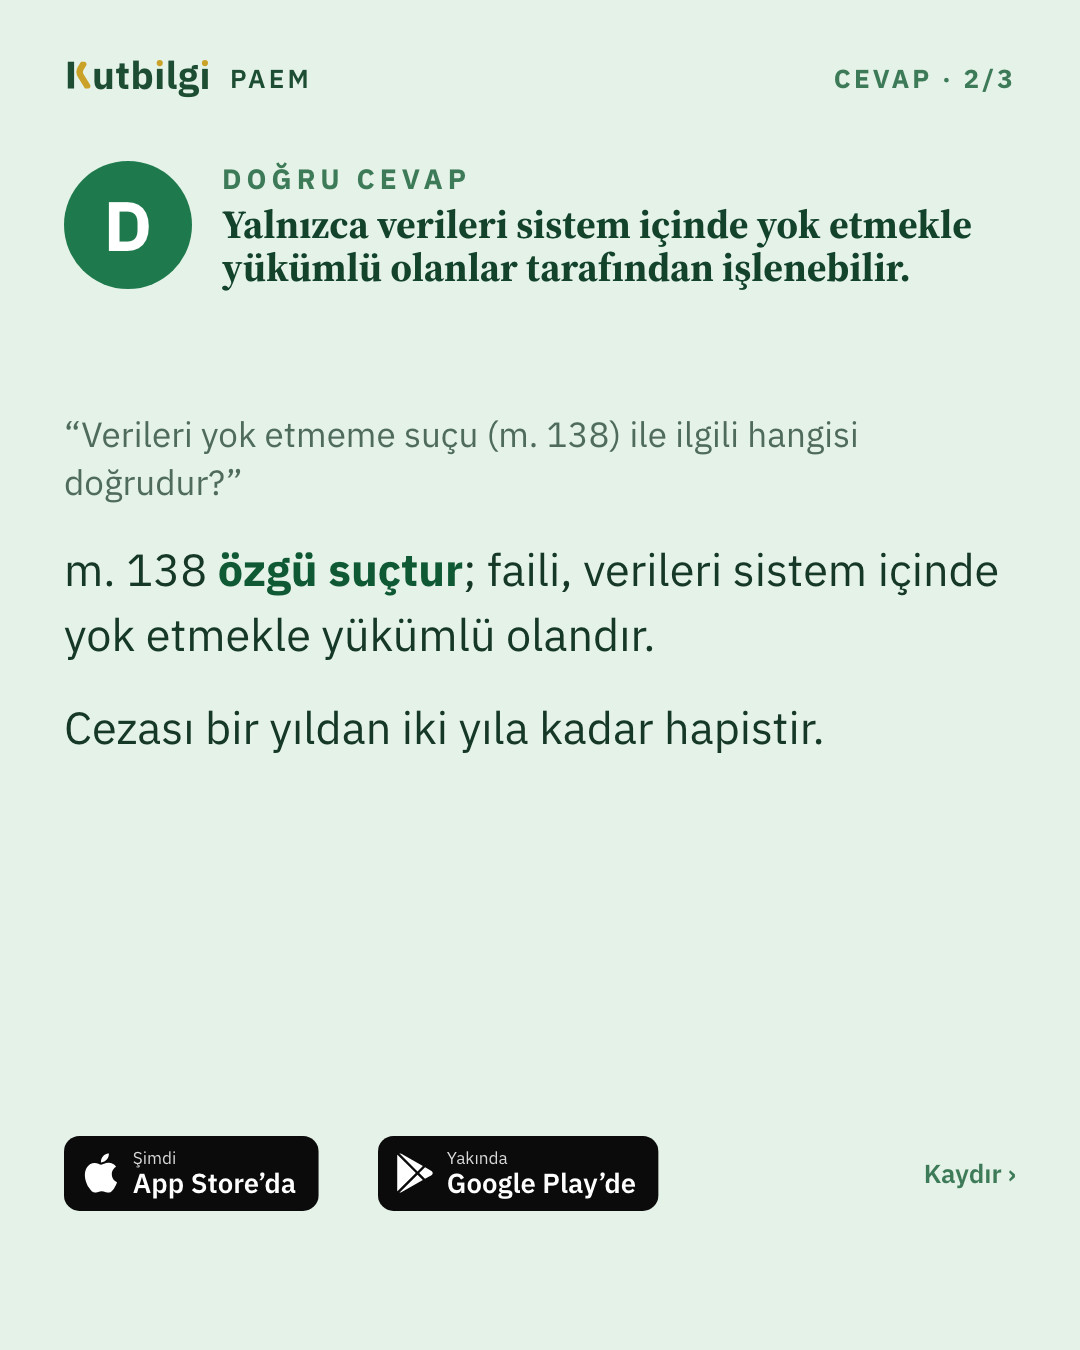 Kutbilgi PAEM
CEVAP · 2/3
D
DOĞRU CEVAP
Yalnızca verileri sistem içinde yok etmekle
yükümlü olanlar tarafından işlenebilir.
“Verileri yok etmeme suçu (m. 138) ile ilgili hangisi
doğrudur?”
m. 138 özgü suçtur; faili, verileri sistem içinde
yok etmekle yükümlü olandır.
Cezası bir yıldan iki yıla kadar hapistir.
Şimdi
App Store’da
Yakında
Google Play’de
Kaydır ›